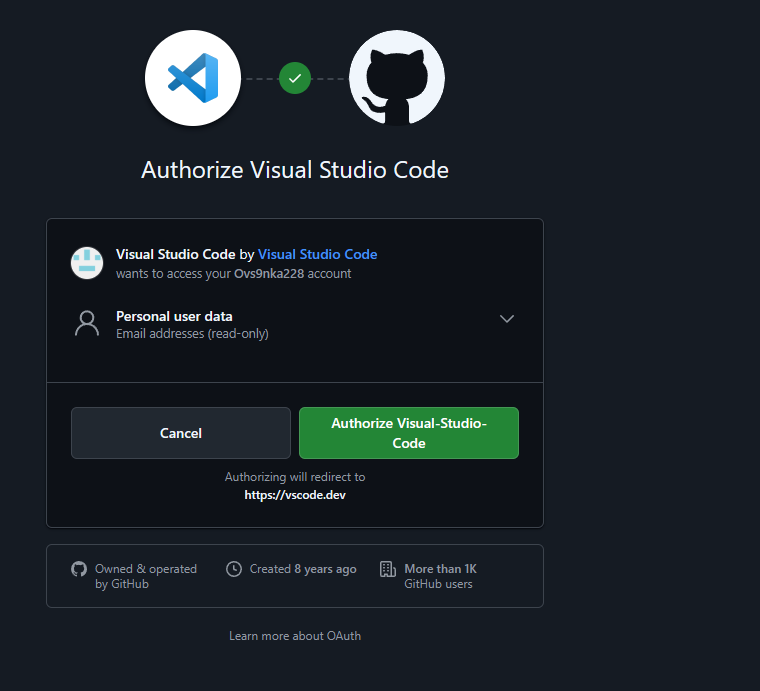 Authorize Visual Studio Code
Visual Studio Code by Visual Studio Code
wants to access your Ovs9nka228 account
Personal user data
Email addresses (read-only)
Cancel
Authorize Visual-Studio-
Code
Authorizing will redirect to
https://vscode.dev
Owned & operated
by GitHub
Created 8 years ago
More than 1K
GitHub users
Learn more about OAuth